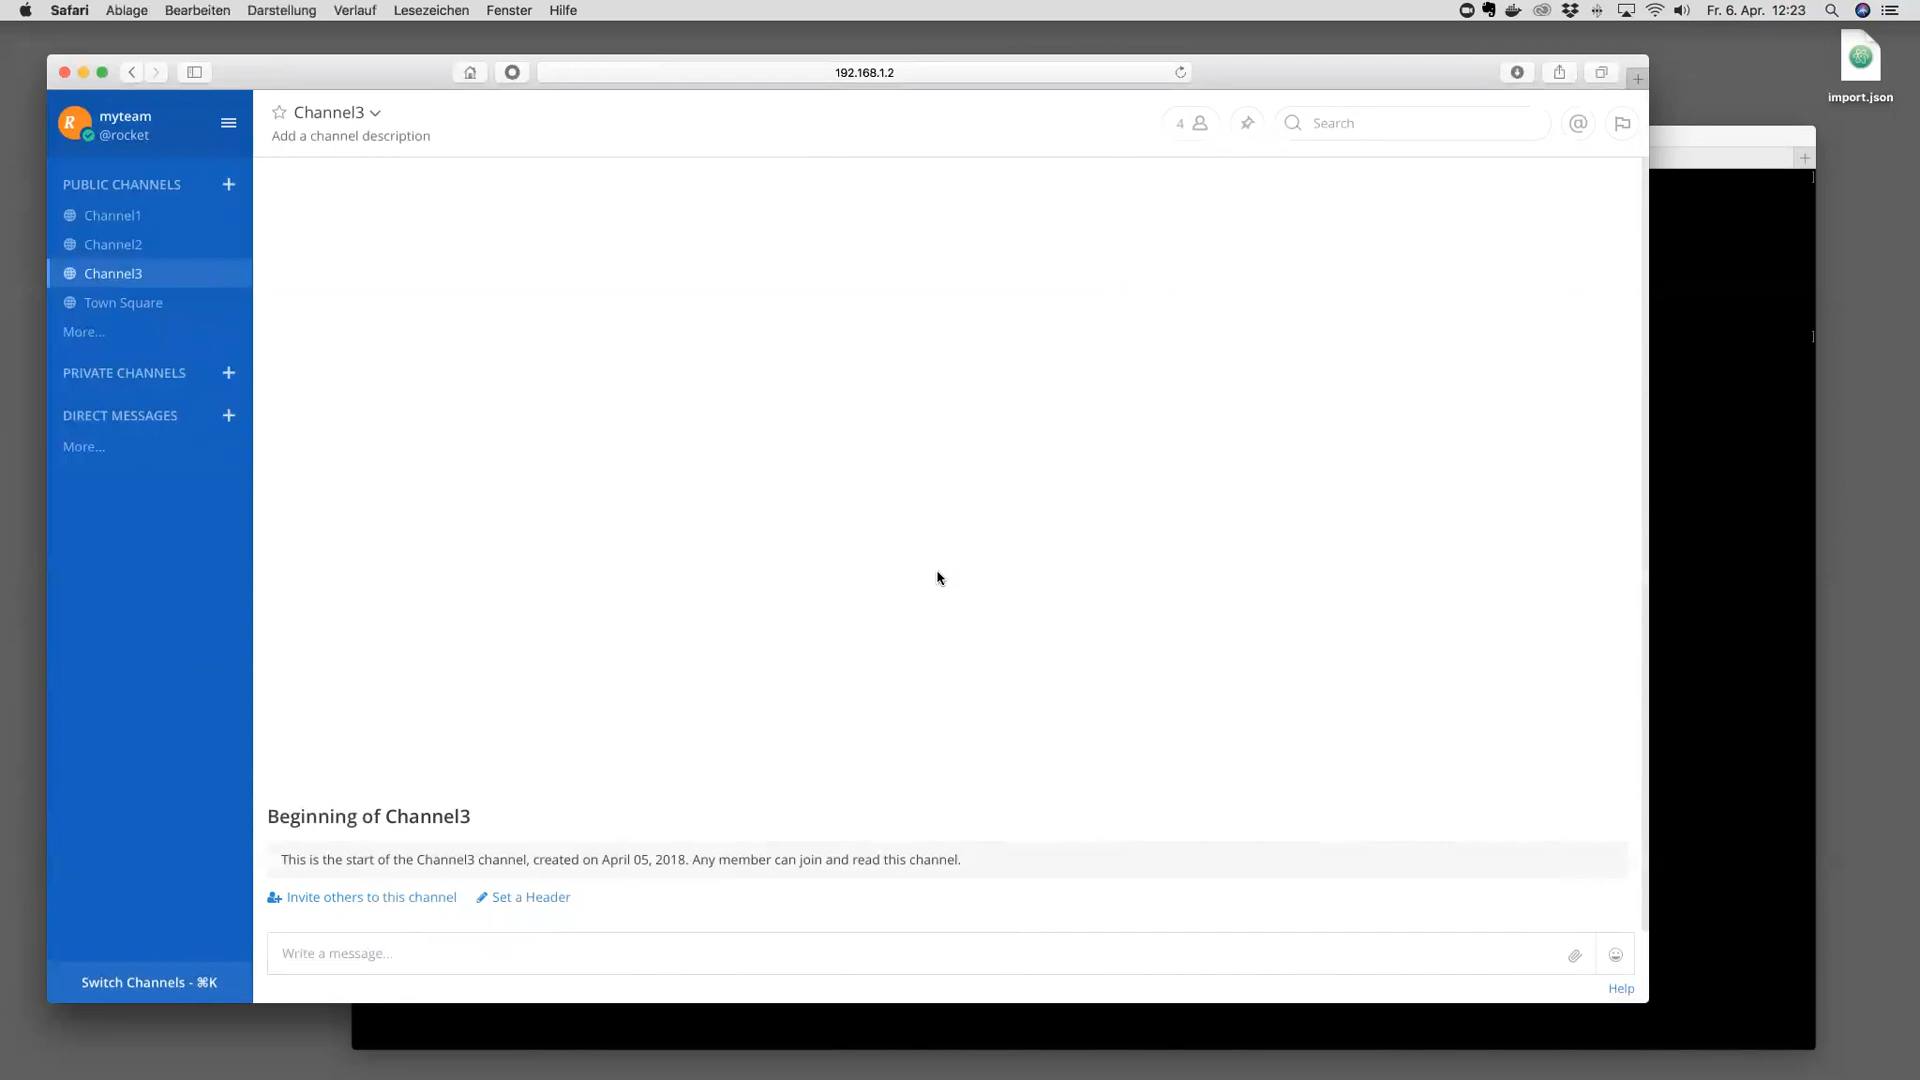 Safari Ablage Bearbeiten Darstellung Verlauf Lesezeichen Fenster Hilfe
Fr. 6. Apr. 12:23
import.json
192.168.1.2
R
myteam
@rocket
Channel3
Add a channel description
4
Search
PUBLIC CHANNELS
Channel1
Channel2
Channel3
Town Square
More...
PRIVATE CHANNELS
DIRECT MESSAGES
More...
Beginning of Channel3
This is the start of the Channel3 channel, created on April 05, 2018. Any member can join and read this channel.
Invite others to this channel
Set a Header
Write a message...
Switch Channels - ⌘K
Help
]
]